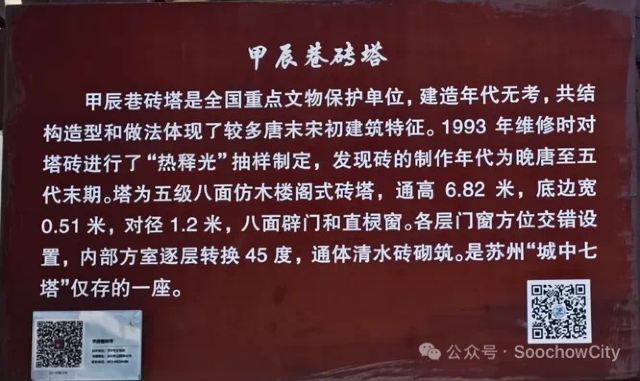 甲辰巷砖塔
甲辰巷砖塔是全国重点文物保护单位，建造年代无考，共结
构造型和做法体现了较多唐末宋初建筑特征。1993 年维修时对
塔砖进行了“热释光”抽样制定，发现砖的制作年代为晚唐至五
代末期。塔为五级八面仿木楼阁式砖塔，通高 6.82 米，底边宽
0.51 米，对径 1.2 米，八面辟门和直棂窗。各层门窗方位交错设
置，内部方室逐层转换 45 度，通体清水砖砌筑。是苏州“城中七
塔”仅存的一座。
公众号 · SoochowCity